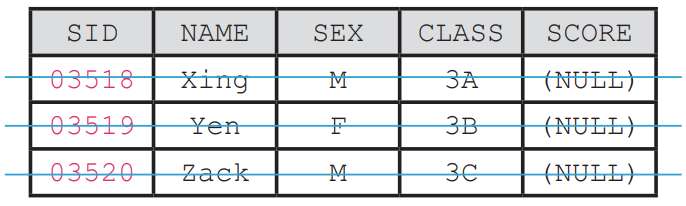 SID NAME SEX CLASS SCORE
03518 Xing M 3A (NULL)
03519 Yen F 3B (NULL)
03520 Zack M 3C (NULL)